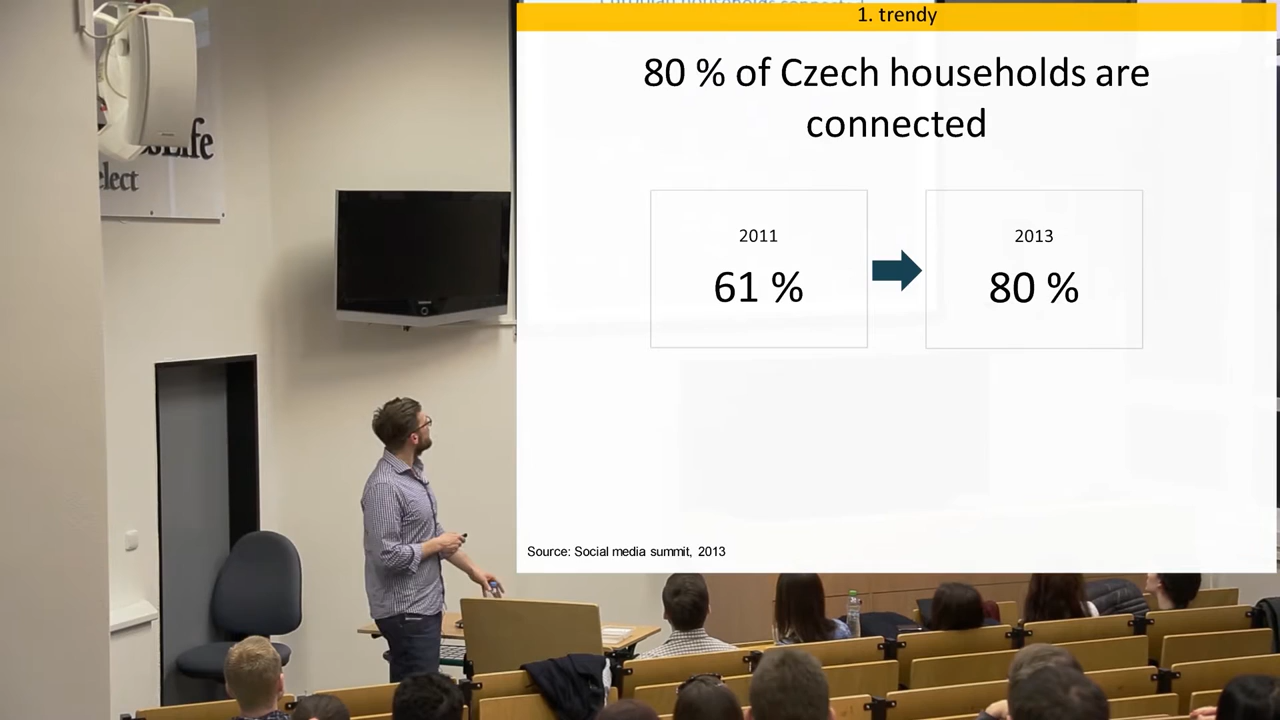 1. trendy
80 % of Czech households are
connected
2011
61 %
2013
80 %
Source: Social media summit, 2013